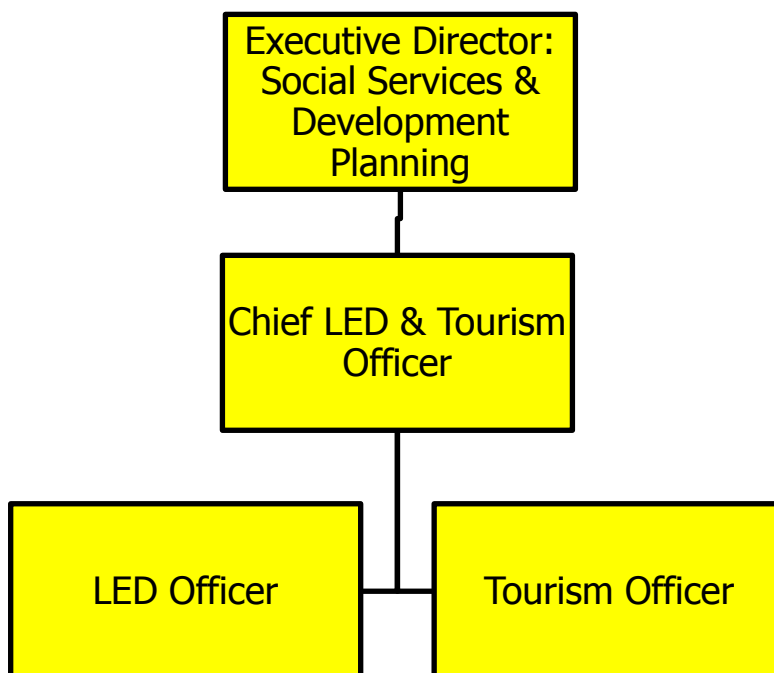 Executive Director:
Social Services &
Development
Planning
Chief LED & Tourism
Officer
LED Officer
Tourism Officer